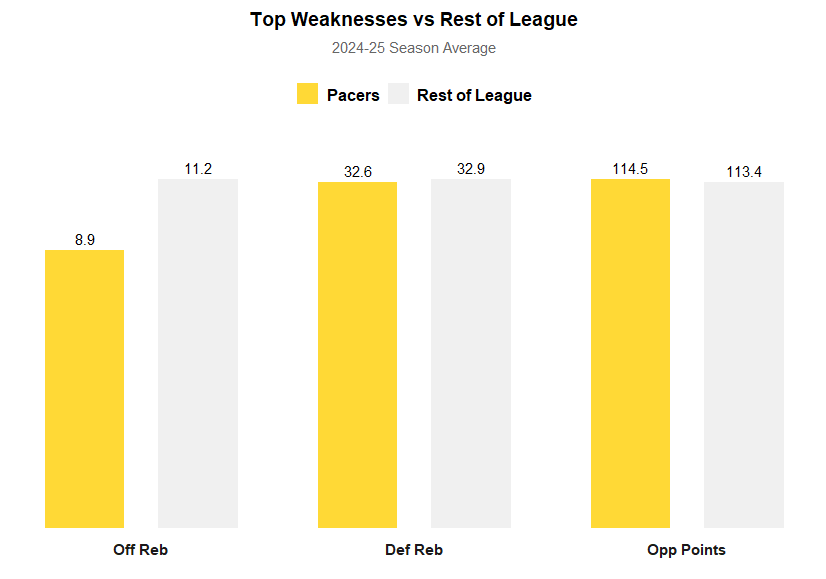 Top Weaknesses vs Rest of League
2024-25 Season Average
Pacers Rest of League
8.9 11.2 32.6 32.9 114.5 113.4
Off Reb Def Reb Opp Points